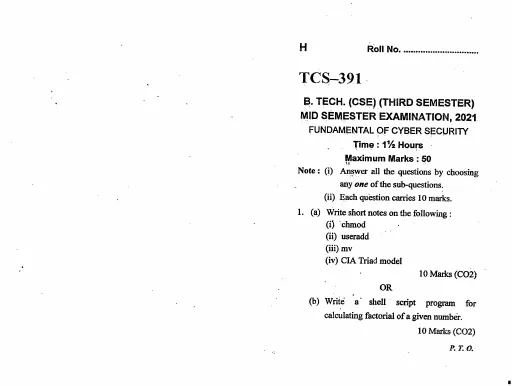 H Roll No. ..............................
TCS–391
B. TECH. (CSE) (THIRD SEMESTER)
MID SEMESTER EXAMINATION, 2021
FUNDAMENTAL OF CYBER SECURITY
Time : 1½ Hours
Maximum Marks : 50
Note : (i) Answer all the questions by choosing
any one of the sub-questions.
(ii) Each question carries 10 marks.
1. (a) Write short notes on the following :
(i) chmod
(ii) useradd
(iii) mv
(iv) CIA Triad model
10 Marks (CO2)
OR
(b) Write a shell script program for
calculating factorial of a given number.
10 Marks (CO2)
P. T. O.